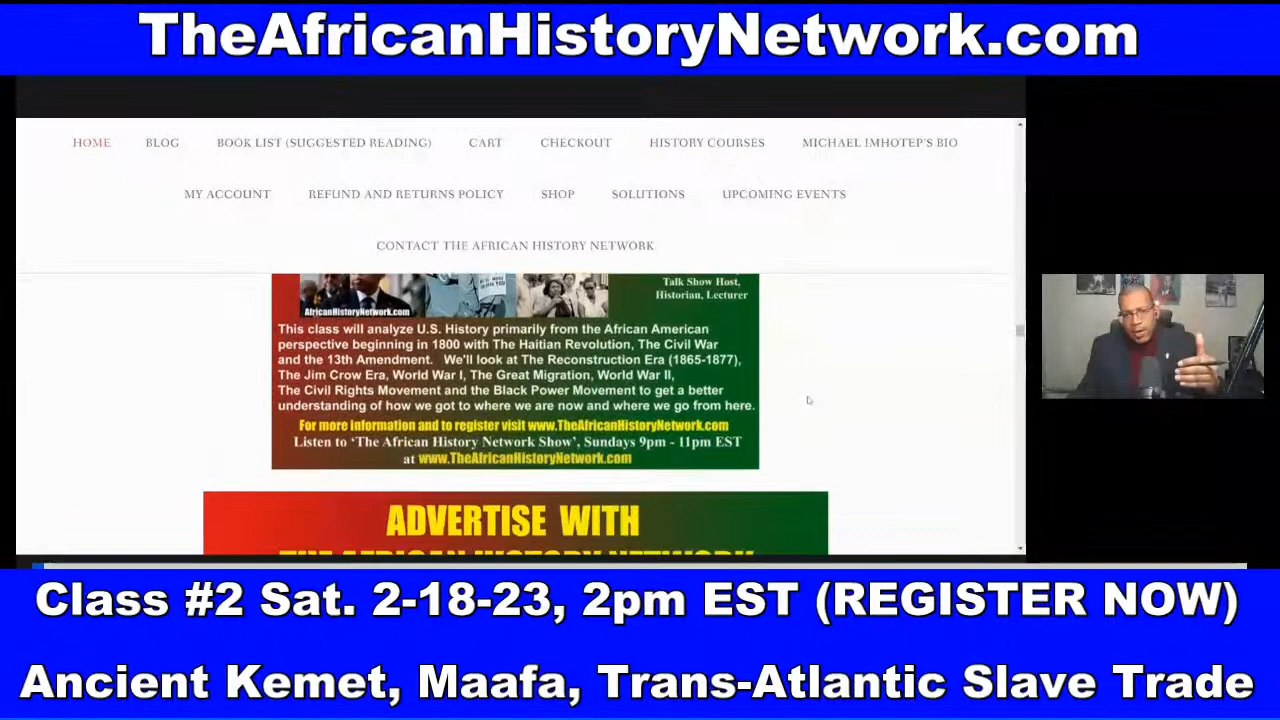 TheAfricanHistoryNetwork.com
HOME BLOG BOOK LIST (SUGGESTED READING) CART CHECKOUT HISTORY COURSES MICHAEL IMHOTEP'S BIO
MY ACCOUNT REFUND AND RETURNS POLICY SHOP SOLUTIONS UPCOMING EVENTS
CONTACT THE AFRICAN HISTORY NETWORK
Talk Show Host,
Historian, Lecturer
AfricanHistoryNetwork.com
This class will analyze U.S. History primarily from the African American
perspective beginning in 1800 with The Haitian Revolution, The Civil War
and the 13th Amendment. We'll look at The Reconstruction Era (1865-1877),
The Jim Crow Era, World War I, The Great Migration, World War II,
The Civil Rights Movement and the Black Power Movement to get a better
understanding of how we got to where we are now and where we go from here.
For more information and to register visit www.TheAfricanHistoryNetwork.com
Listen to 'The African History Network Show', Sundays 9pm - 11pm EST
at www.TheAfricanHistoryNetwork.com
ADVERTISE WITH
THE AFRICAN HISTORY NETWORK
Class #2 Sat. 2-18-23, 2pm EST (REGISTER NOW)
Ancient Kemet, Maafa, Trans-Atlantic Slave Trade